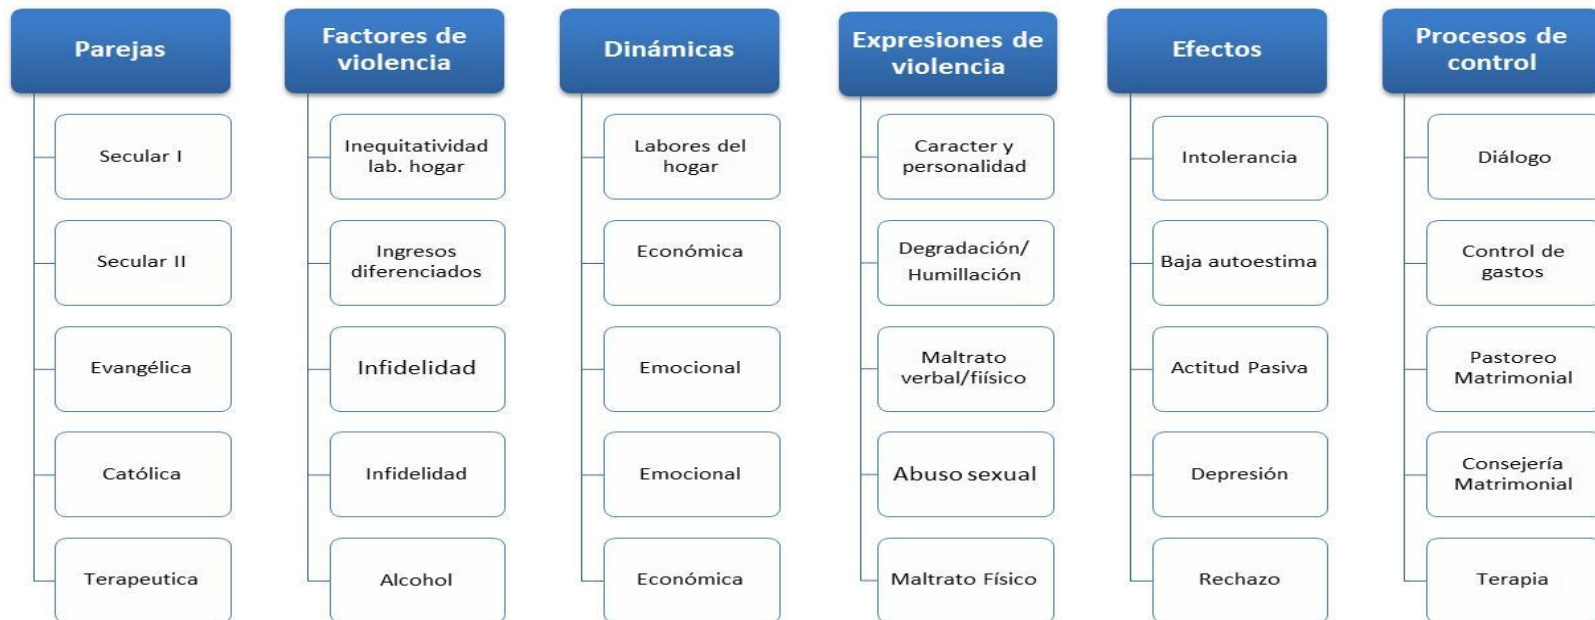 Parejas
Secular I
Secular II
Evangélica
Católica
Terapeutica
Factores de
violencia
Inequitatividad
lab. hogar
Ingresos
diferenciados
Infidelidad
Infidelidad
Alcohol
Dinámicas
Labores del
hogar
Económica
Emocional
Emocional
Económica
Expresiones de
violencia
Caracter y
personalidad
Degradación/
Humillación
Maltrato
verbal/fiísico
Abuso sexual
Maltrato Físico
Efectos
Intolerancia
Baja autoestima
Actitud Pasiva
Depresión
Rechazo
Procesos de
control
Diálogo
Control de
gastos
Pastoreo
Matrimonial
Consejería
Matrimonial
Terapia